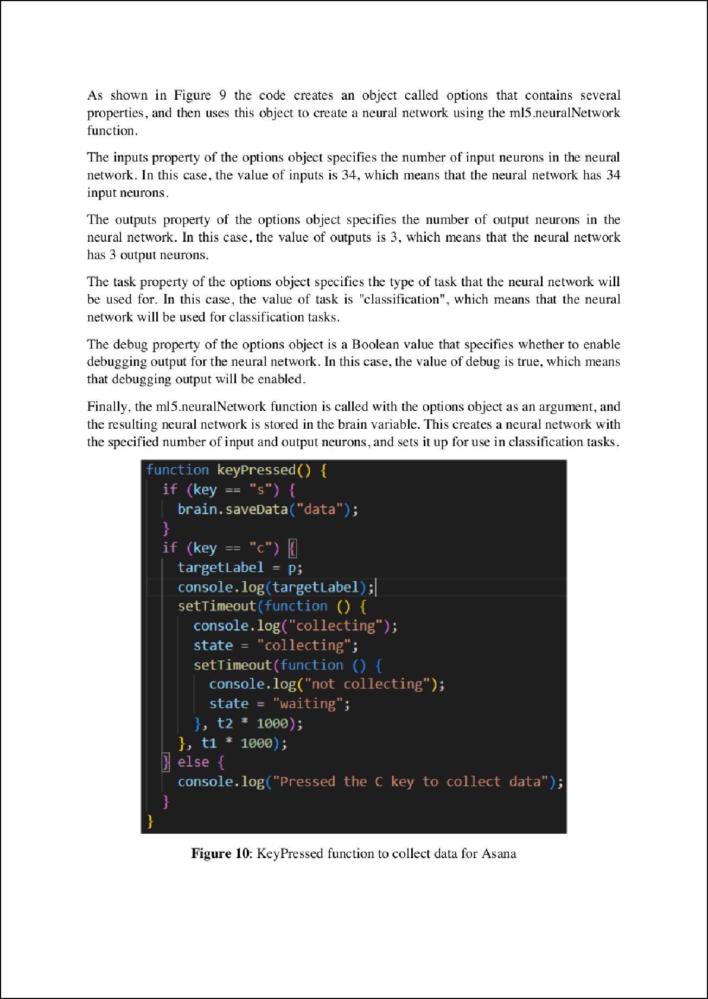 As shown in Figure 9 the code creates an object called options that contains several
properties, and then uses this object to create a neural network using the ml5.neuralNetwork
function.
The inputs property of the options object specifies the number of input neurons in the neural
network. In this case, the value of inputs is 34, which means that the neural network has 34
input neurons.
The outputs property of the options object specifies the number of output neurons in the
neural network. In this case, the value of outputs is 3, which means that the neural network
has 3 output neurons.
The task property of the options object specifies the type of task that the neural network will
be used for. In this case, the value of task is "classification", which means that the neural
network will be used for classification tasks.
The debug property of the options object is a Boolean value that specifies whether to enable
debugging output for the neural network. In this case, the value of debug is true, which means
that debugging output will be enabled.
Finally, the ml5.neuralNetwork function is called with the options object as an argument, and
the resulting neural network is stored in the brain variable. This creates a neural network with
the specified number of input and output neurons, and sets it up for use in classification tasks.
function keyPressed() {
  if (key == "s") {
    brain.saveData("data");
  }
  if (key == "c") {
    targetLabel = p;
    console.log(targetLabel);
    setTimeout(function () {
      console.log("collecting");
      state = "collecting";
      setTimeout(function () {
        console.log("not collecting");
        state = "waiting";
      }, t2 * 1000);
    }, t1 * 1000);
  } else {
    console.log("Pressed the C key to collect data");
  }
}
Figure 10: KeyPressed function to collect data for Asana